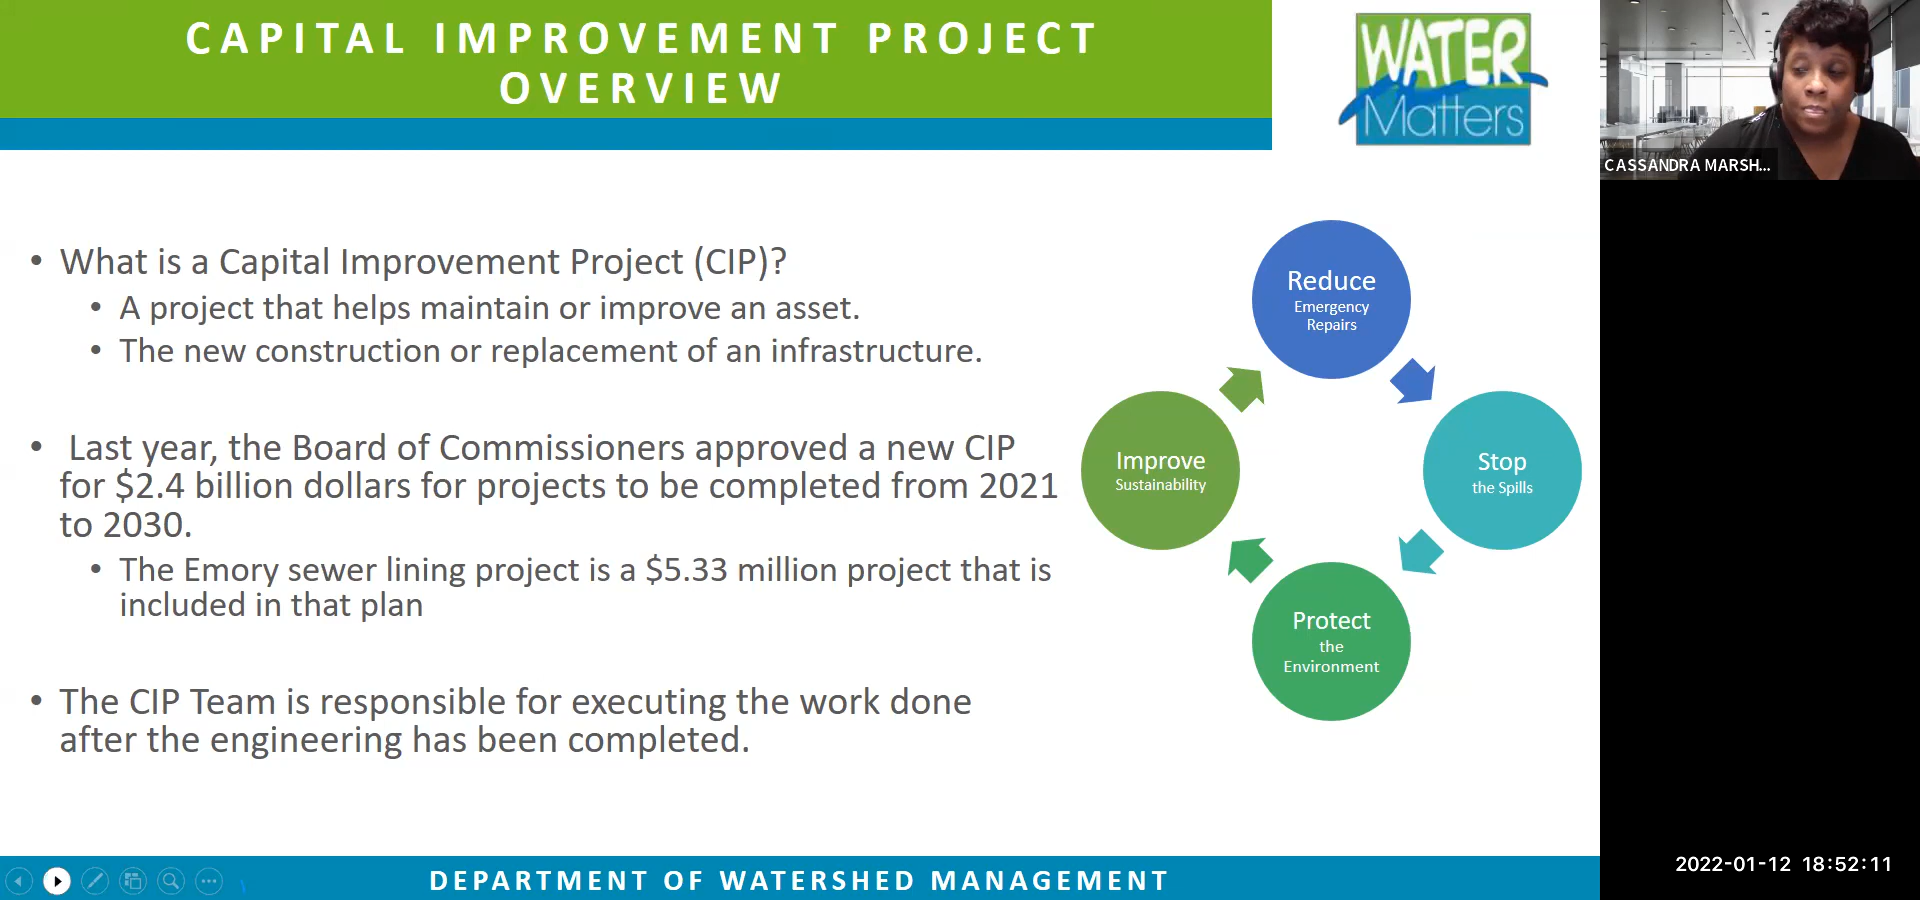 CAPITAL IMPROVEMENT PROJECT
OVERVIEW
WATER
Matters
CASSANDRA MARSH...
• What is a Capital Improvement Project (CIP)?
• A project that helps maintain or improve an asset.
• The new construction or replacement of an infrastructure.
• Last year, the Board of Commissioners approved a new CIP
for $2.4 billion dollars for projects to be completed from 2021
to 2030.
• The Emory sewer lining project is a $5.33 million project that is
included in that plan
• The CIP Team is responsible for executing the work done
after the engineering has been completed.
Reduce
Emergency
Repairs
Stop
the Spills
Protect
the
Environment
Improve
Sustainability
DEPARTMENT OF WATERSHED MANAGEMENT
2022-01-12 18:52:11